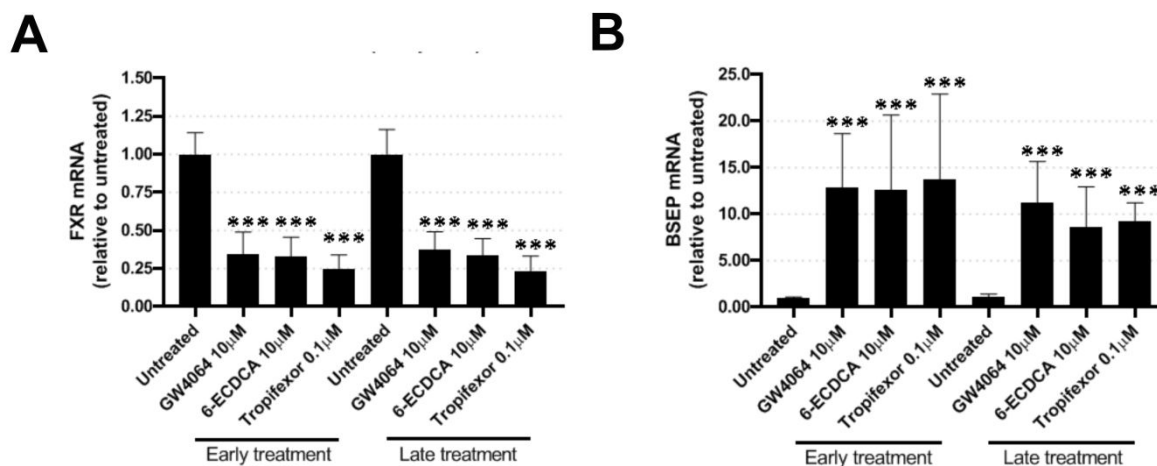 A
B
FXR mRNA
(relative to untreated)
1.50
1.25
1.00
0.75
0.50
0.25
0.00
*** *** *** *** *** ***
Untreated
GW4064 10μM
6-ECDCA 10μM
Tropifexor 0.1μM
Untreated
GW4064 10μM
6-ECDCA 10μM
Tropifexor 0.1μM
Early treatment
Late treatment
BSEP mRNA
(relative to untreated)
25.0
20.0
15.0
10.0
5.00
0.00
*** *** *** *** *** ***
Untreated
GW4064 10μM
6-ECDCA 10μM
Tropifexor 0.1μM
Untreated
GW4064 10μM
6-ECDCA 10μM
Tropifexor 0.1μM
Early treatment
Late treatment